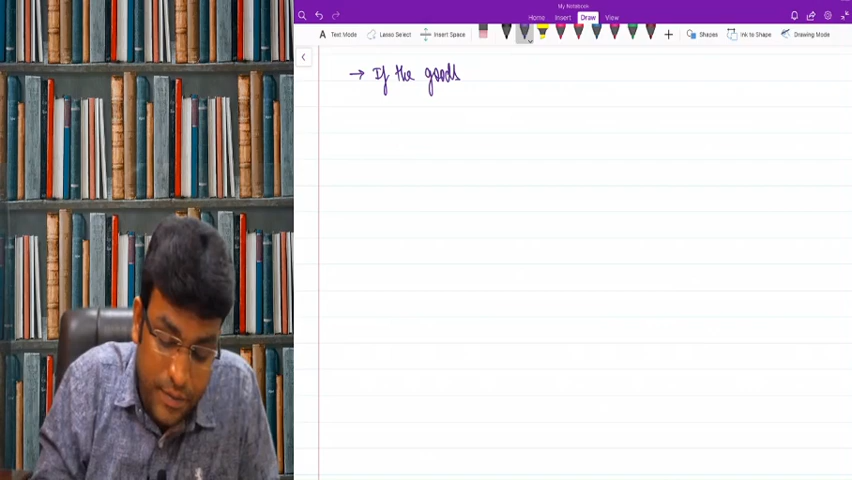 My Notebook
Home Insert Draw View
Text Mode Lasso Select Insert Space Shapes Ink to Shape Drawing Mode
→ If the goods